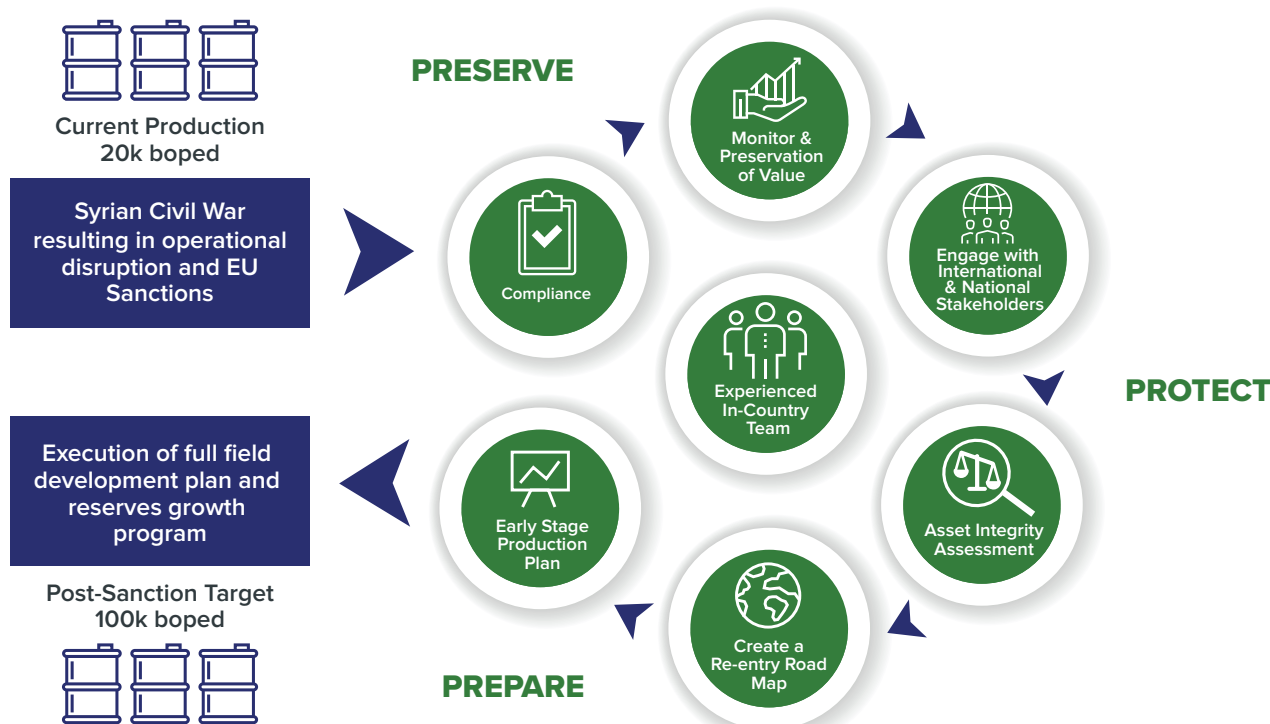 Current Production
20k boped
Syrian Civil War
resulting in operational
disruption and EU
Sanctions
PRESERVE
Compliance
Monitor &
Preservation
of Value
Engage with
International
& National
Stakeholders
PROTECT
Experienced
In-Country
Team
Asset Integrity
Assessment
Create a
Re-entry Road
Map
PREPARE
Early Stage
Production
Plan
Execution of full field
development plan and
reserves growth
program
Post-Sanction Target
100k boped